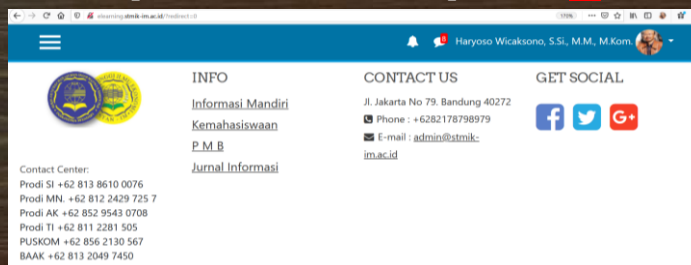 elearning.stmik-im.ac.id/?redirect=0
170%
Haryoso Wicaksono, S.Si., M.M., M.Kom.
INFO
Informasi Mandiri
Kemahasiswaan
P M B
Jurnal Informasi
CONTACT US
Jl. Jakarta No 79. Bandung 40272
Phone : +6282178798979
E-mail : admin@stmik-
im.ac.id
GET SOCIAL
f
G+
Contact Center:
Prodi SI +62 813 8610 0076
Prodi MN. +62 812 2429 725 7
Prodi AK +62 852 9543 0708
Prodi TI +62 811 2281 505
PUSKOM +62 856 2130 567
BAAK +62 813 2049 7450